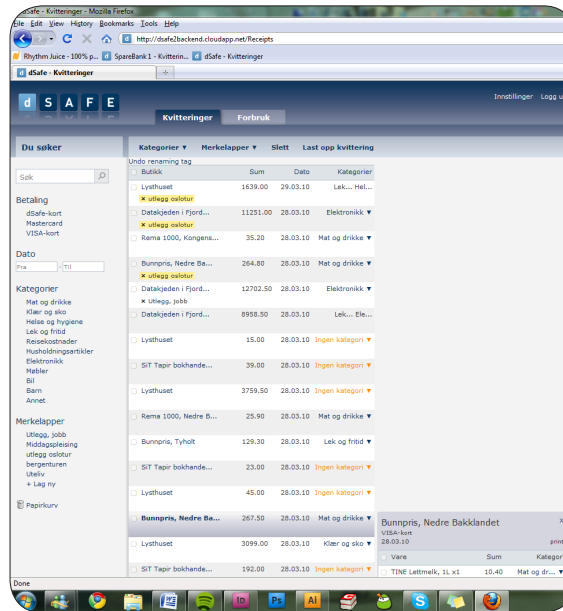 dSafe - Kvitteringer - Mozilla Firefox
File Edit View History Bookmarks Tools Help
http://dsafe2backend.cloudapp.net/Receipts
Rhythm Juice - 100% p... d SpareBank 1 - Kvitterin... d dSafe - Kvitteringer
d dSafe - Kvitteringer
d S A F E
Innstillinger Logg u
Kvitteringer Forbruk
Du søker
Kategorier ▼ Merkelapper ▼ Slett Last opp kvittering
Undo renaming tag
Butikk Sum Dato Kategorier
Søk
Lysthuset 1639.00 29.03.10 Lek... Hel...
x utlegg oslotur
Betaling
dSafe-kort
Mastercard
VISA-kort
Datakjeden i Fjord... 11251.00 28.03.10 Elektronikk ▼
x utlegg oslotur
Rema 1000, Kongens... 35.20 28.03.10 Mat og drikke ▼
Dato
Fra - Til
Bunnpris, Nedre Ba... 264.80 28.03.10 Mat og drikke ▼
x utlegg oslotur
Kategorier
Mat og drikke
Klær og sko
Helse og hygiene
Lek og fritid
Reisekostnader
Husholdningsartikler
Elektronikk
Møbler
Bil
Barn
Annet
Datakjeden i Fjord... 12702.50 28.03.10 Elektronikk ▼
x Utlegg, jobb
Datakjeden i Fjord... 8958.50 28.03.10 Lek... Ele...
Lysthuset 15.00 28.03.10 Ingen kategori ▼
SiT Tapir bokhande... 39.00 28.03.10 Ingen kategori ▼
Lysthuset 3759.50 28.03.10 Ingen kategori ▼
Merkelapper
Utlegg, jobb
Middagspleising
utlegg oslotur
bergenturen
Uteliv
+ Lag ny
Papirkurv
Rema 1000, Nedre B... 25.90 28.03.10 Mat og drikke ▼
Bunnpris, Tyholt 129.30 28.03.10 Lek og fritid ▼
SiT Tapir bokhande... 23.00 28.03.10 Ingen kategori ▼
Lysthuset 45.00 28.03.10 Ingen kategori ▼
Bunnpris, Nedre Ba... 267.50 28.03.10 Mat og drikke ▼
Lysthuset 3099.00 28.03.10 Klær og sko ▼
SiT Tapir bokhande... 192.00 28.03.10 Ingen kategori ▼
Bunnpris, Nedre Bakklandet X
VISA-kort
28.03.10 print
Vare Sum Kategor
TINE Lettmelk, 1L x1 10.40 Mat og dr... ▼
Done
ID Ps Ai S